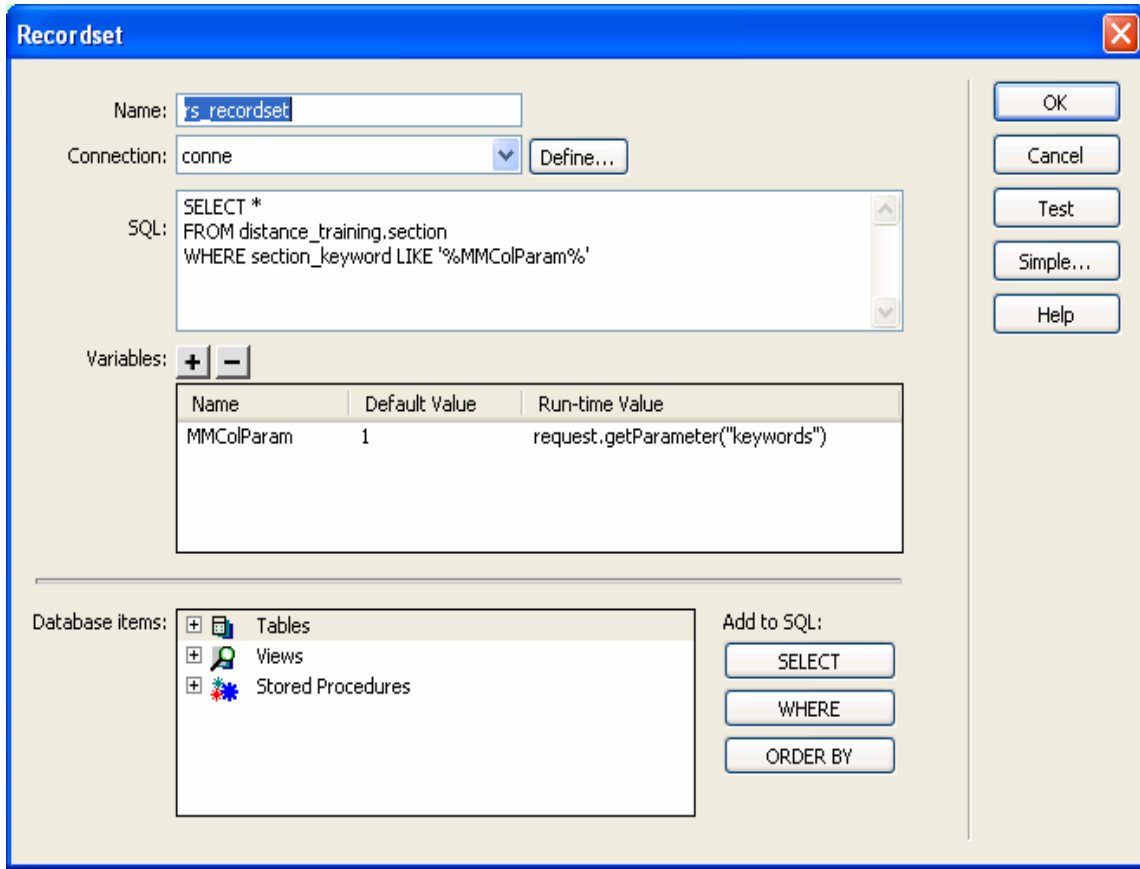 Recordset
Name: rs_recordset
Connection: conne Define...
SQL: SELECT *
FROM distance_training.section
WHERE section_keyword LIKE '%MMColParam%'
Variables: + −
Name Default Value Run-time Value
MMColParam 1 request.getParameter("keywords")
Database items: Tables
Views
Stored Procedures
Add to SQL:
SELECT
WHERE
ORDER BY
OK
Cancel
Test
Simple...
Help